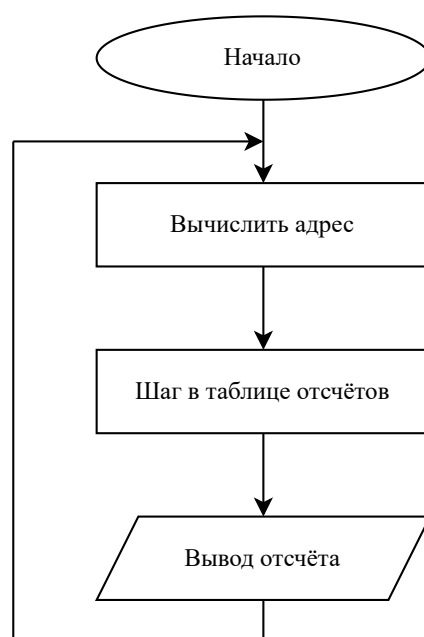 Начало
Вычислить адрес
Шаг в таблице отсчётов
Вывод отсчёта